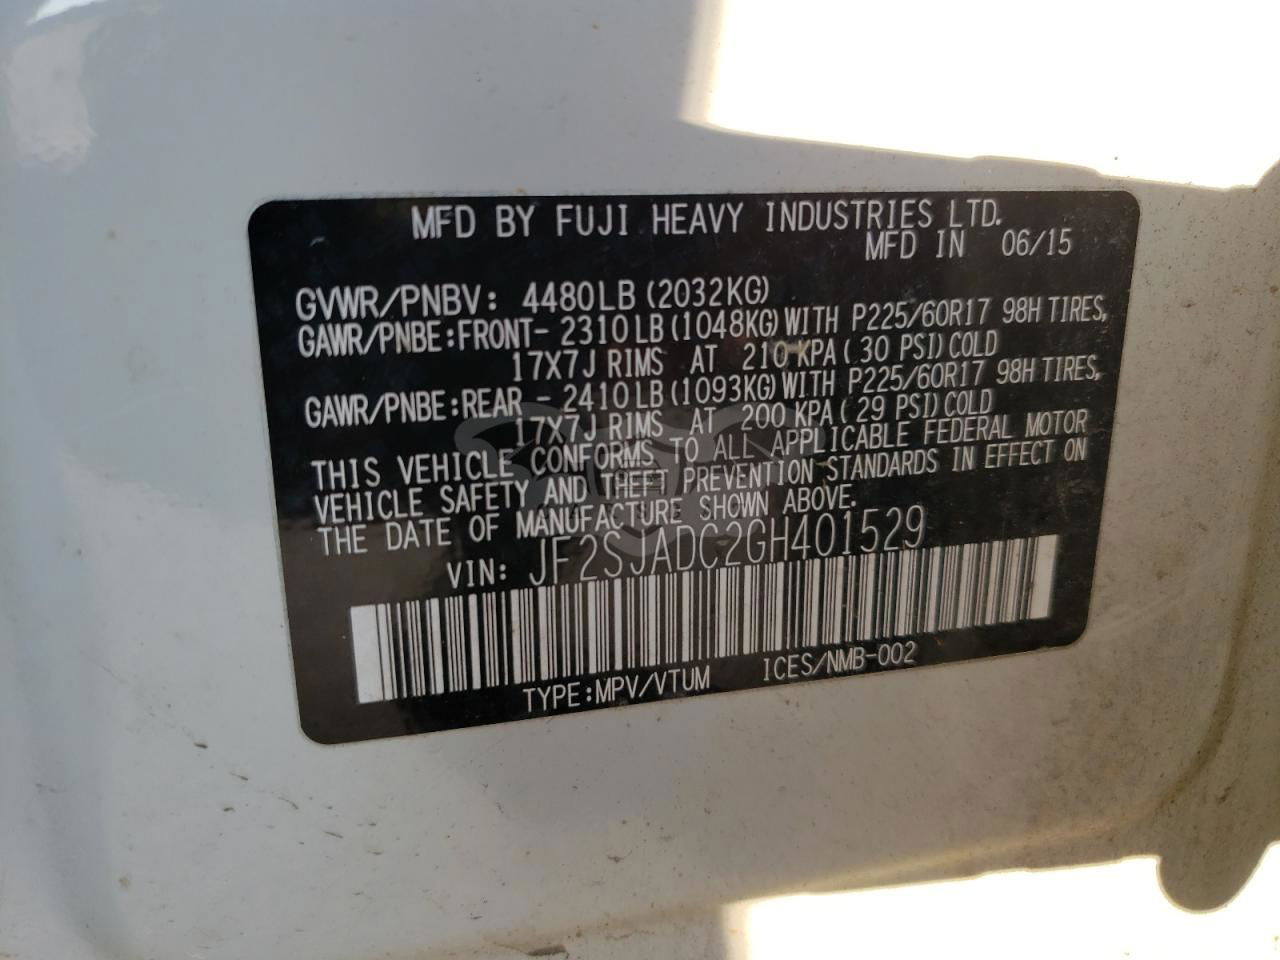 MFD BY FUJI HEAVY INDUSTRIES LTD.
MFD IN 06/15
GVWR/PNBV: 4480LB (2032KG)
GAWR/PNBE:FRONT- 2310LB (1048KG) WITH P225/60R17 98H TIRES,
17X7J RIMS AT 210 KPA ( 30 PSI) COLD
GAWR/PNBE:REAR - 2410LB (1093KG) WITH P225/60R17 98H TIRES,
17X7J RIMS AT 200 KPA ( 29 PSI) COLD
THIS VEHICLE CONFORMS TO ALL APPLICABLE FEDERAL MOTOR
VEHICLE SAFETY AND THEFT PREVENTION STANDARDS IN EFFECT ON
THE DATE OF MANUFACTURE SHOWN ABOVE.
VIN: JF2SJADC2GH401529
TYPE:MPV/VTUM ICES/NMB-002